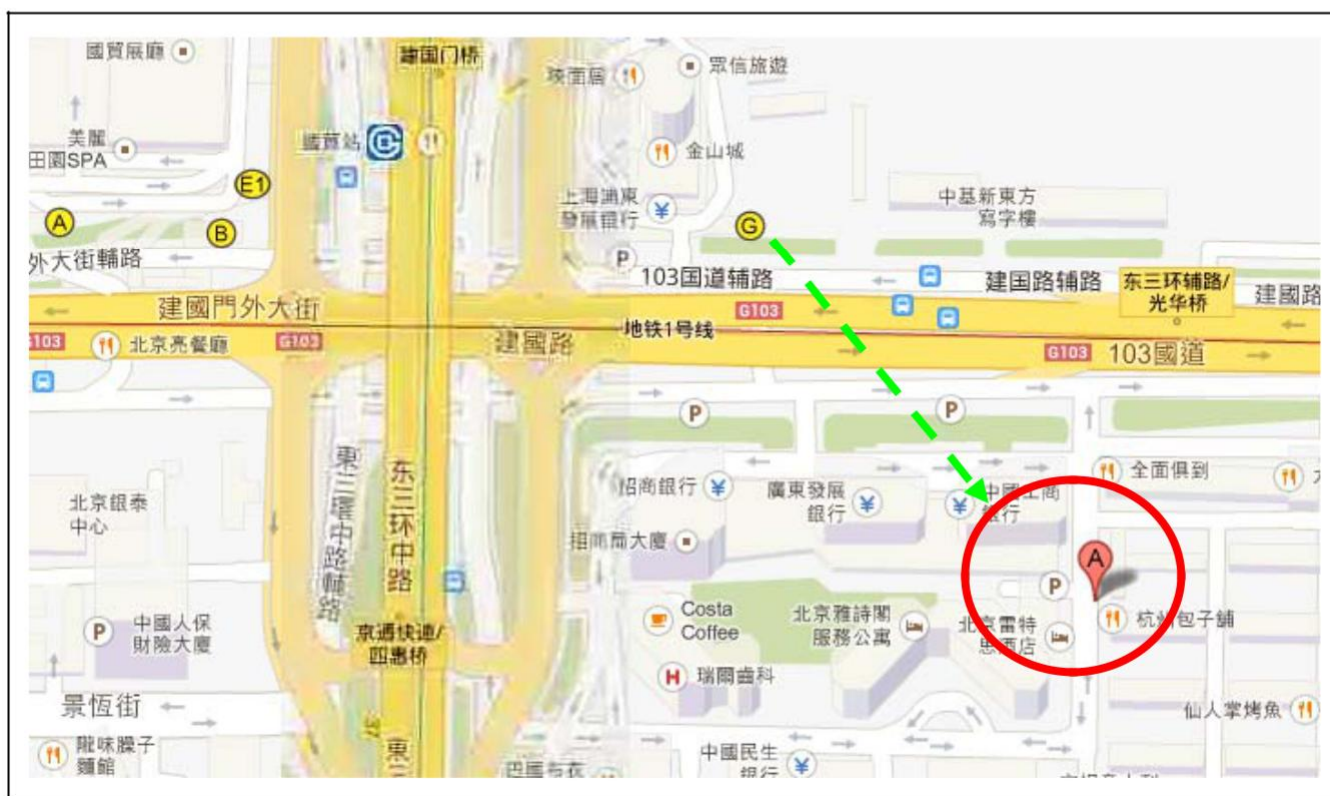 國貿展廳
建国门桥
眾信旅遊
美麗
田園SPA
國貿站
金山城
E1
A
B
上海浦東
發展銀行
¥
G
中基新東方
寫字樓
外大街輔路
P
103国道辅路
建国路辅路
东三环辅路/
光华桥
建國門外大街
G103
建國路
G103
北京亮餐廳
G103
建國路
地铁1号线
G103
103國道
P
P
東三環中路輔路
东三环中路
北京銀泰
中心
招商銀行
¥
廣東發展
銀行
¥
¥
中國工商
銀行
全面俱到
招商局大廈
A
P
P
中國人保
財險大廈
京通快速/
四惠桥
Costa
Coffee
北京雅詩閣
服務公寓
北京雷特
思酒店
杭州包子舖
H
瑞爾齒科
景恆街
仙人掌烤魚
隴味臊子
麵館
東三
中國民生
銀行
¥
巴國布衣